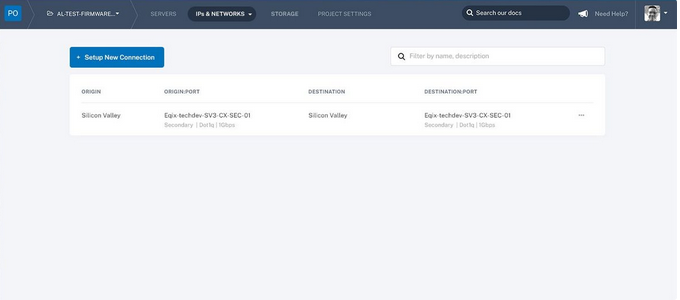 PO
AL-TEST-FIRMWARE...
SERVERS
IPs & NETWORKS
STORAGE
PROJECT SETTINGS
Search our docs
Need Help?
+ Setup New Connection
Filter by name, description
ORIGIN
ORIGIN:PORT
DESTINATION
DESTINATION:PORT
Silicon Valley
Eqix-techdev-SV3-CX-SEC-01
Silicon Valley
Eqix-techdev-SV3-CX-SEC-01
...
Secondary | Dot1q | 1Gbps
Secondary | Dot1q | 1Gbps